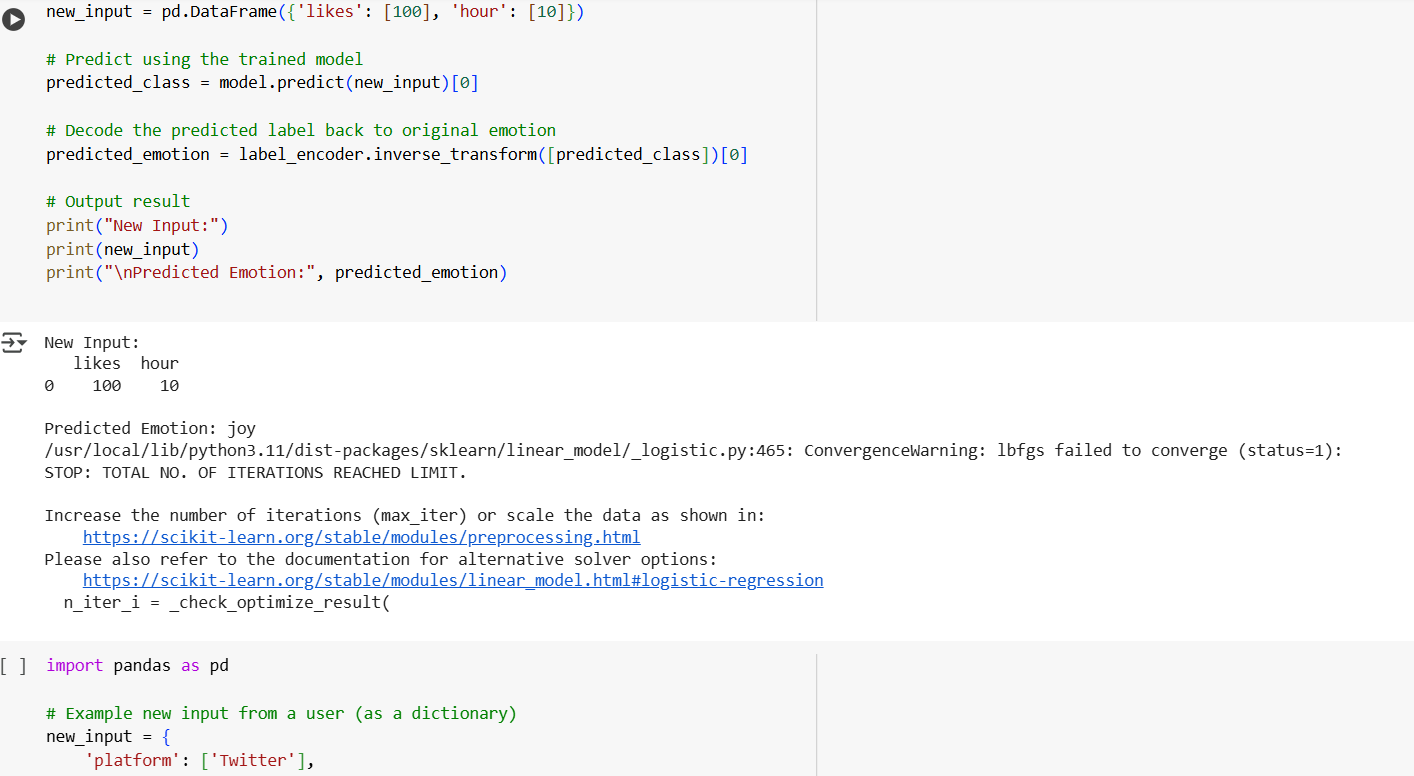 new_input = pd.DataFrame({'likes': [100], 'hour': [10]})
# Predict using the trained model
predicted_class = model.predict(new_input)[0]
# Decode the predicted label back to original emotion
predicted_emotion = label_encoder.inverse_transform([predicted_class])[0]
# Output result
print("New Input:")
print(new_input)
print("\nPredicted Emotion:", predicted_emotion)
New Input:
   likes  hour
0    100    10
Predicted Emotion: joy
/usr/local/lib/python3.11/dist-packages/sklearn/linear_model/_logistic.py:465: ConvergenceWarning: lbfgs failed to converge (status=1):
STOP: TOTAL NO. OF ITERATIONS REACHED LIMIT.
Increase the number of iterations (max_iter) or scale the data as shown in:
    https://scikit-learn.org/stable/modules/preprocessing.html
Please also refer to the documentation for alternative solver options:
    https://scikit-learn.org/stable/modules/linear_model.html#logistic-regression
  n_iter_i = _check_optimize_result(
[ ] import pandas as pd
# Example new input from a user (as a dictionary)
new_input = {
    'platform': ['Twitter'],